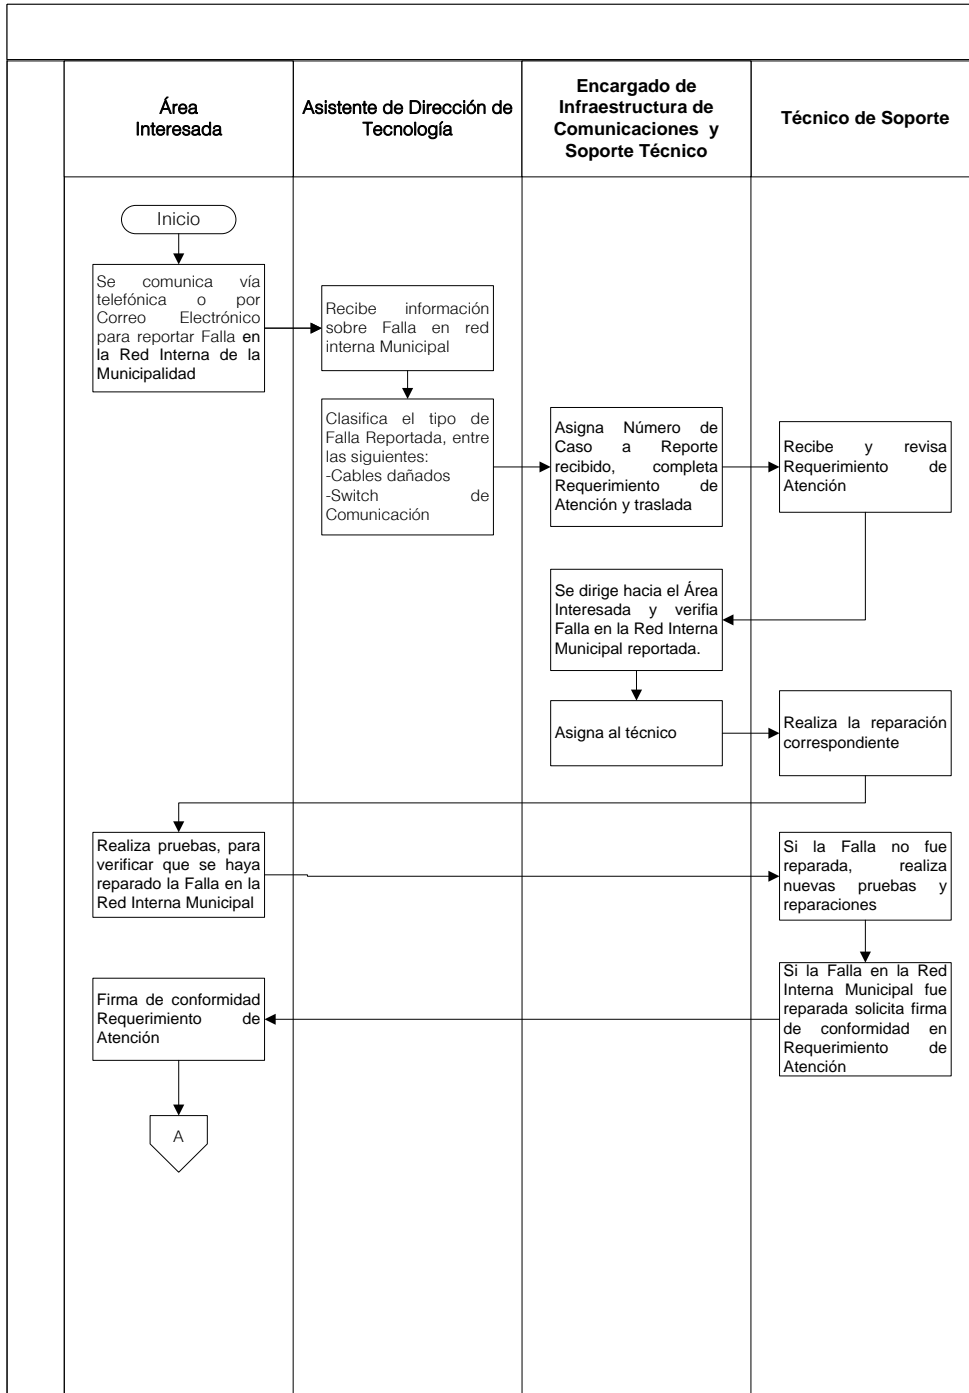 Área
Interesada
Asistente de Dirección de
Tecnología
Encargado de
Infraestructura de
Comunicaciones y
Soporte Técnico
Técnico de Soporte
Inicio
Se comunica vía
telefónica o por
Correo Electrónico
para reportar Falla en
la Red Interna de la
Municipalidad
Recibe información
sobre Falla en red
interna Municipal
Clasifica el tipo de
Falla Reportada, entre
las siguientes:
-Cables dañados
-Switch de
Comunicación
Asigna Número de
Caso a Reporte
recibido, completa
Requerimiento de
Atención y traslada
Recibe y revisa
Requerimiento de
Atención
Se dirige hacia el Área
Interesada y verifia
Falla en la Red Interna
Municipal reportada.
Asigna al técnico
Realiza la reparación
correspondiente
Realiza pruebas, para
verificar que se haya
reparado la Falla en la
Red Interna Municipal
Si la Falla no fue
reparada, realiza
nuevas pruebas y
reparaciones
Si la Falla en la Red
Interna Municipal fue
reparada solicita firma
de conformidad en
Requerimiento de
Atención
Firma de conformidad
Requerimiento de
Atención
A